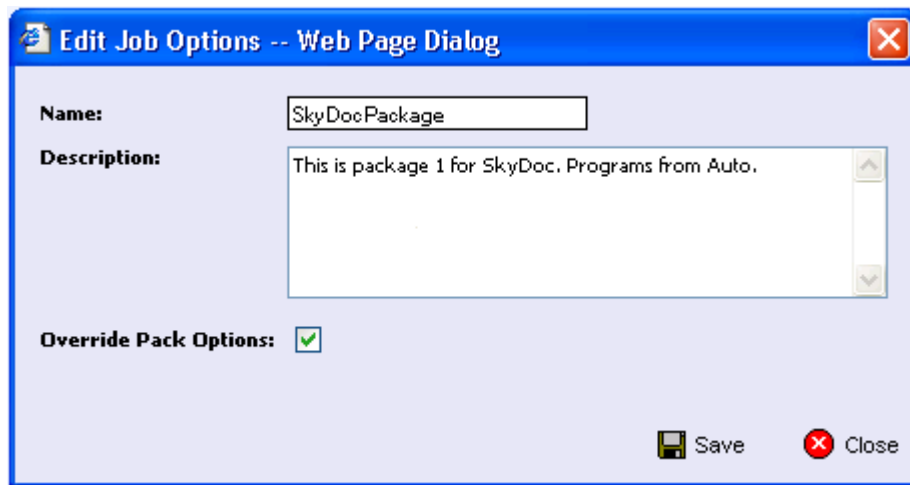 Edit Job Options -- Web Page Dialog
Name: SkyDocPackage
Description: This is package 1 for SkyDoc. Programs from Auto.
Override Pack Options:
Save Close